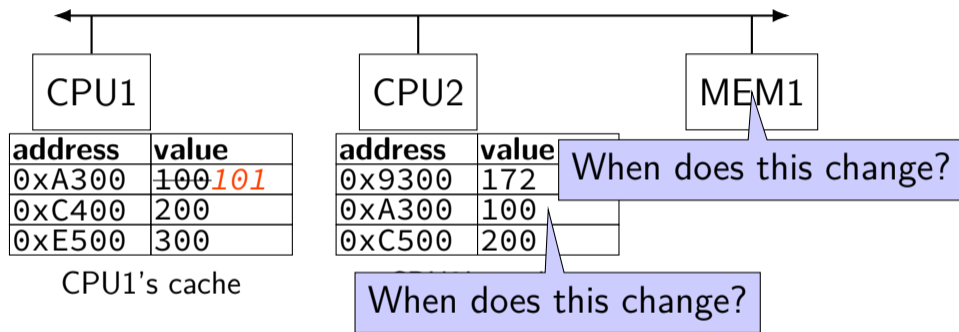 CPU1 CPU2 MEM1
address value
0xA300 100 101
0xC400 200
0xE500 300
CPU1's cache
address value
0x9300 172
0xA300 100
0xC500 200
When does this change?
When does this change?